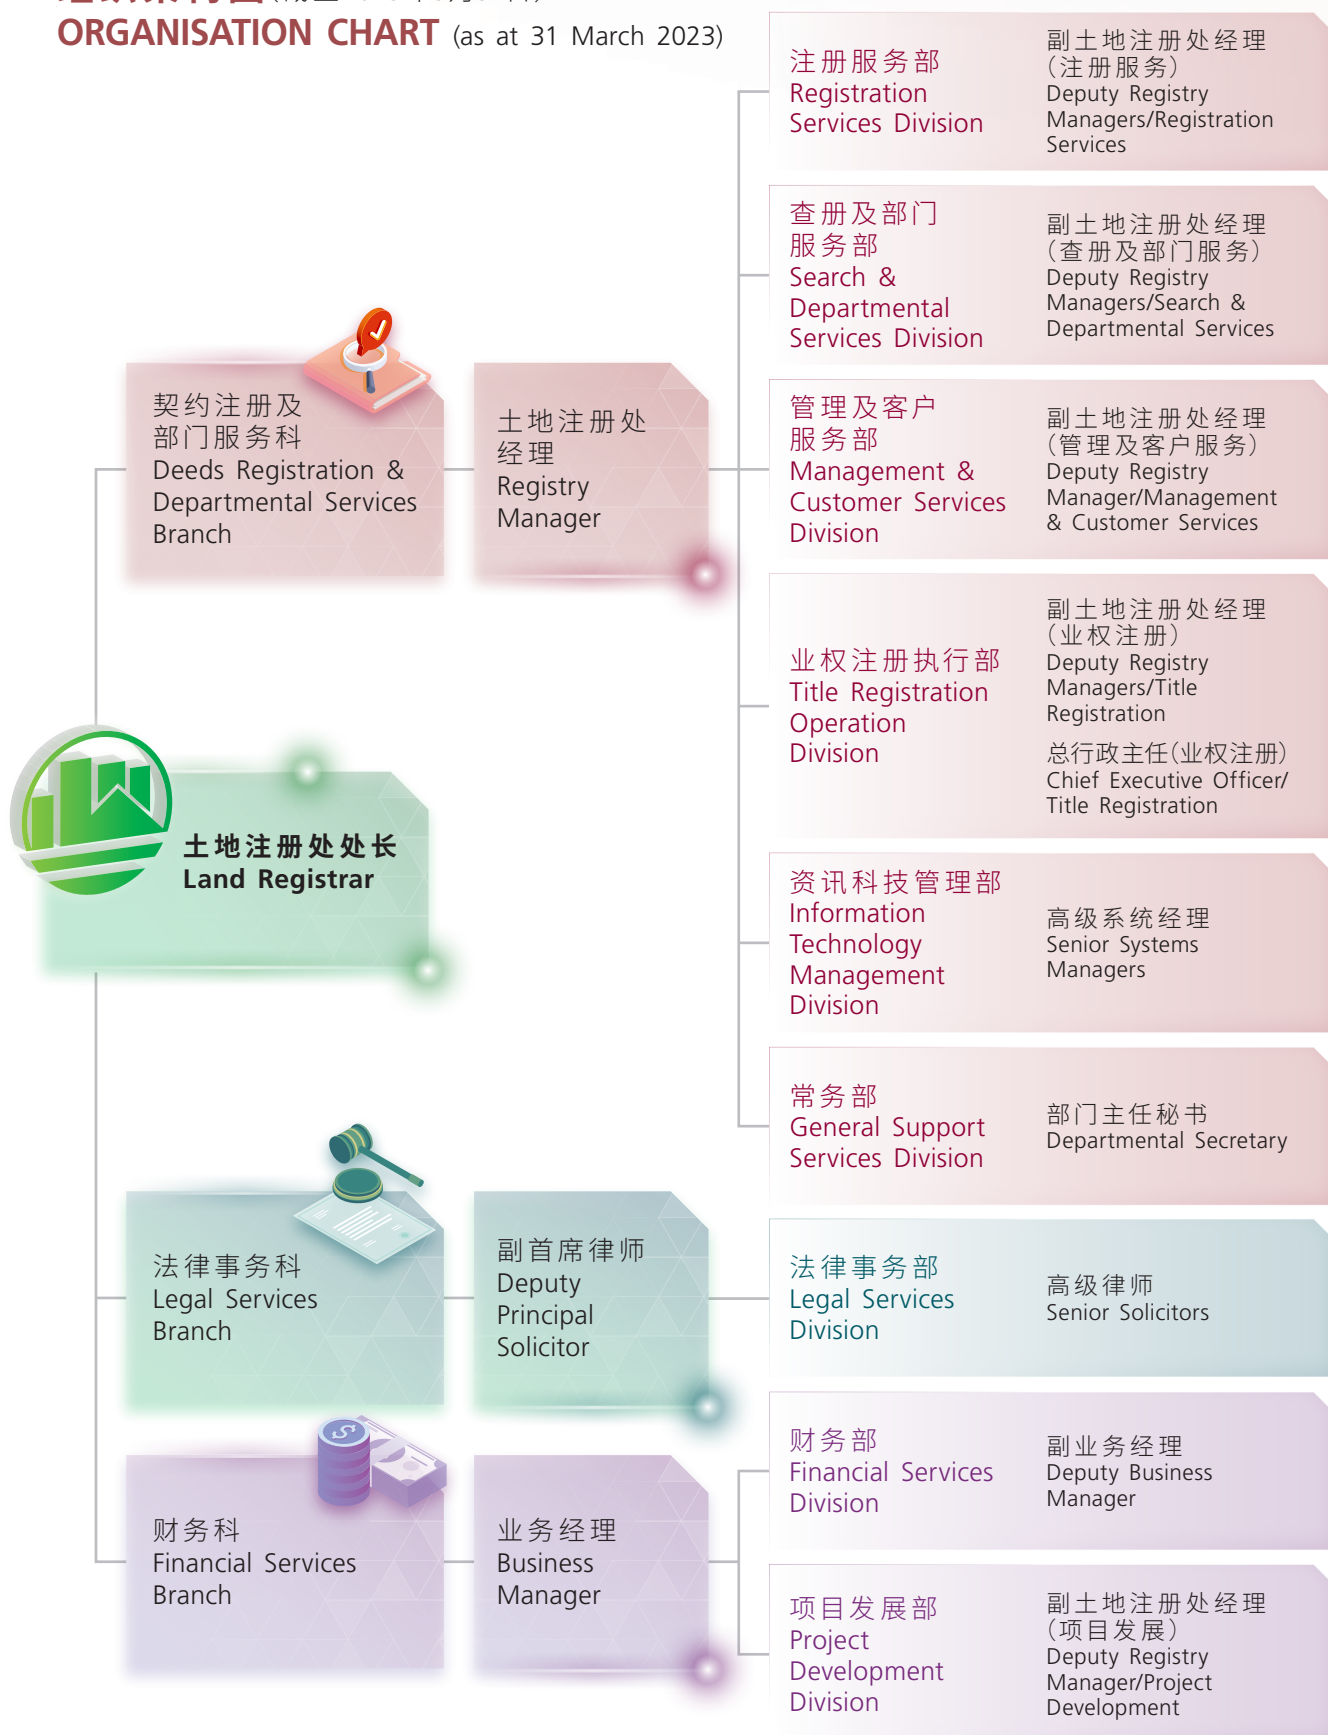 ORGANISATION CHART (as at 31 March 2023)
注册服务部
Registration
Services Division
副土地注册处经理
(注册服务)
Deputy Registry
Managers/Registration
Services
查册及部门
服务部
Search &
Departmental
Services Division
副土地注册处经理
(查册及部门服务)
Deputy Registry
Managers/Search &
Departmental Services
契约注册及
部门服务科
Deeds Registration &
Departmental Services
Branch
土地注册处
经理
Registry
Manager
管理及客户
服务部
Management &
Customer Services
Division
副土地注册处经理
(管理及客户服务)
Deputy Registry
Manager/Management
& Customer Services
业权注册执行部
Title Registration
Operation
Division
副土地注册处经理
(业权注册)
Deputy Registry
Managers/Title
Registration
总行政主任(业权注册)
Chief Executive Officer/
Title Registration
土地注册处处长
Land Registrar
资讯科技管理部
Information
Technology
Management
Division
高级系统经理
Senior Systems
Managers
常务部
General Support
Services Division
部门主任秘书
Departmental Secretary
法律事务科
Legal Services
Branch
副首席律师
Deputy
Principal
Solicitor
法律事务部
Legal Services
Division
高级律师
Senior Solicitors
财务科
Financial Services
Branch
业务经理
Business
Manager
财务部
Financial Services
Division
副业务经理
Deputy Business
Manager
项目发展部
Project
Development
Division
副土地注册处经理
(项目发展)
Deputy Registry
Manager/Project
Development